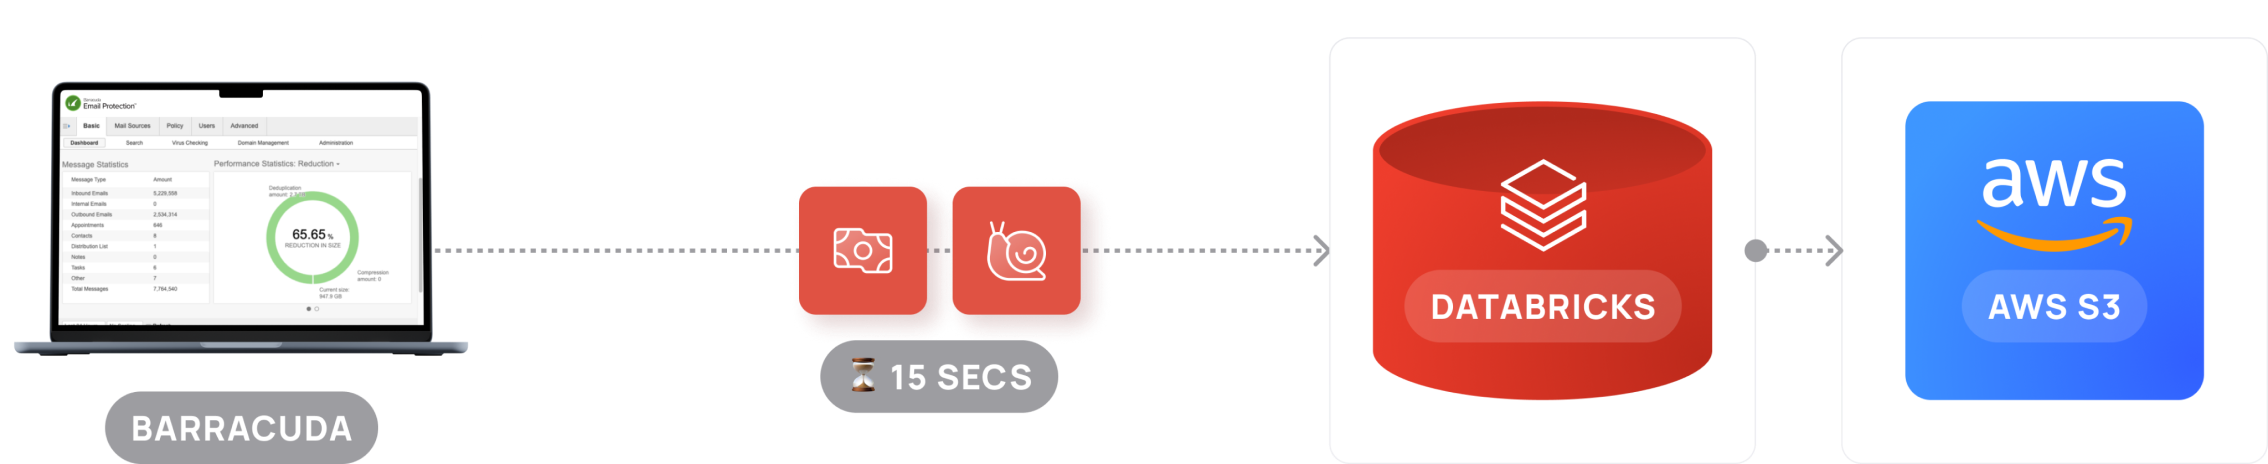 Barracuda
Email Protection
Basic Mail Sources Policy Users Advanced
Dashboard Search Virus Checking Domain Management Administration
Message Statistics
Performance Statistics: Reduction
Message Type Amount
Inbound Emails 5,229,558
Internal Emails 0
Outbound Emails 2,534,314
Appointments 646
Contacts 8
Distribution List 1
Notes 0
Tasks 6
Other 7
Total Messages 7,764,540
Deduplication
amount:
65.65 %
REDUCTION IN SIZE
Compression
amount: 0
Current size:
947.9 GB
BARRACUDA
15 SECS
DATABRICKS
aws
AWS S3